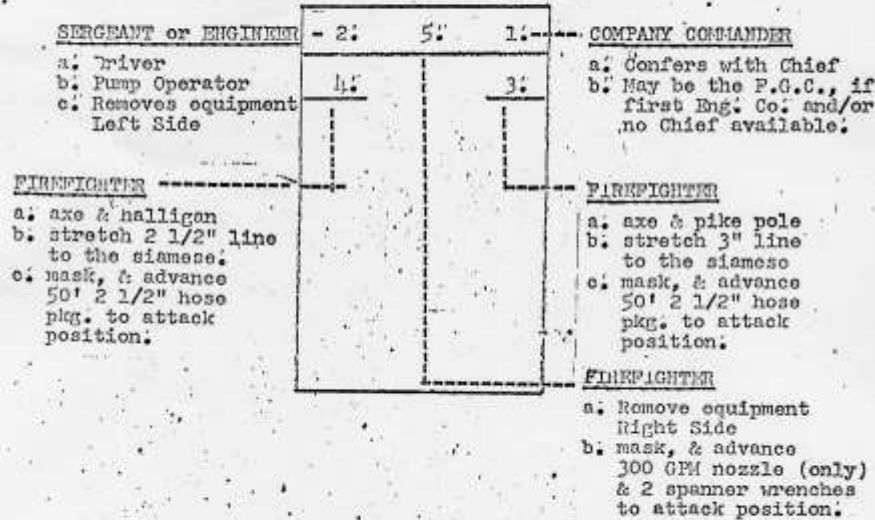 SERGEANT or ENGINEER - 2. 5. 1. COMPANY COMMANDER
a. Driver
b. Pump Operator
c. Removes equipment
Left Side
a. Confers with Chief
b. May be the F.G.C., if
first Eng. Co. and/or
no Chief available.
4. 3.
FIREFIGHTER
a. axe & halligan
b. stretch 2 1/2" line
to the siamese.
c. mask, & advance
50' 2 1/2" hose
pkg. to attack
position.
FIREFIGHTER
a. axe & pike pole
b. stretch 3" line
to the siamese
c. mask, & advance
50' 2 1/2" hose
pkg. to attack
position.
FIREFIGHTER
a. Remove equipment
Right Side
b. mask, & advance
300 GPM nozzle (only)
& 2 spanner wrenches
to attack position.